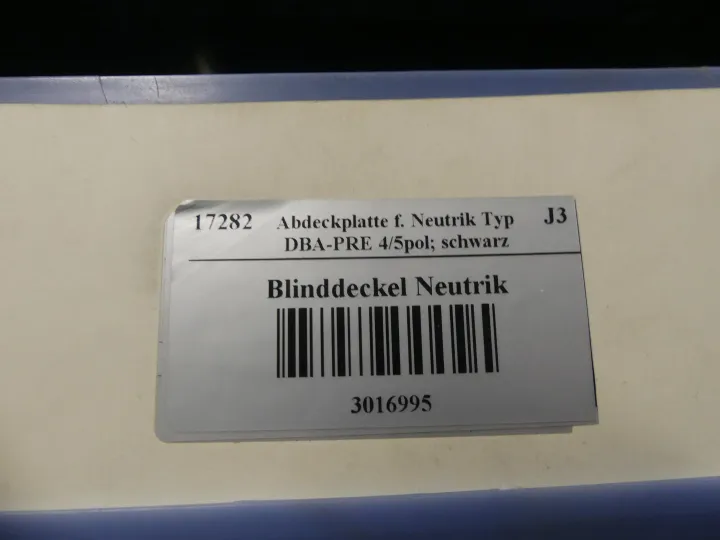 17282 Abdeckplatte f. Neutrik Typ J3
DBA-PRE 4/5pol; schwarz
Blinddeckel Neutrik
3016995